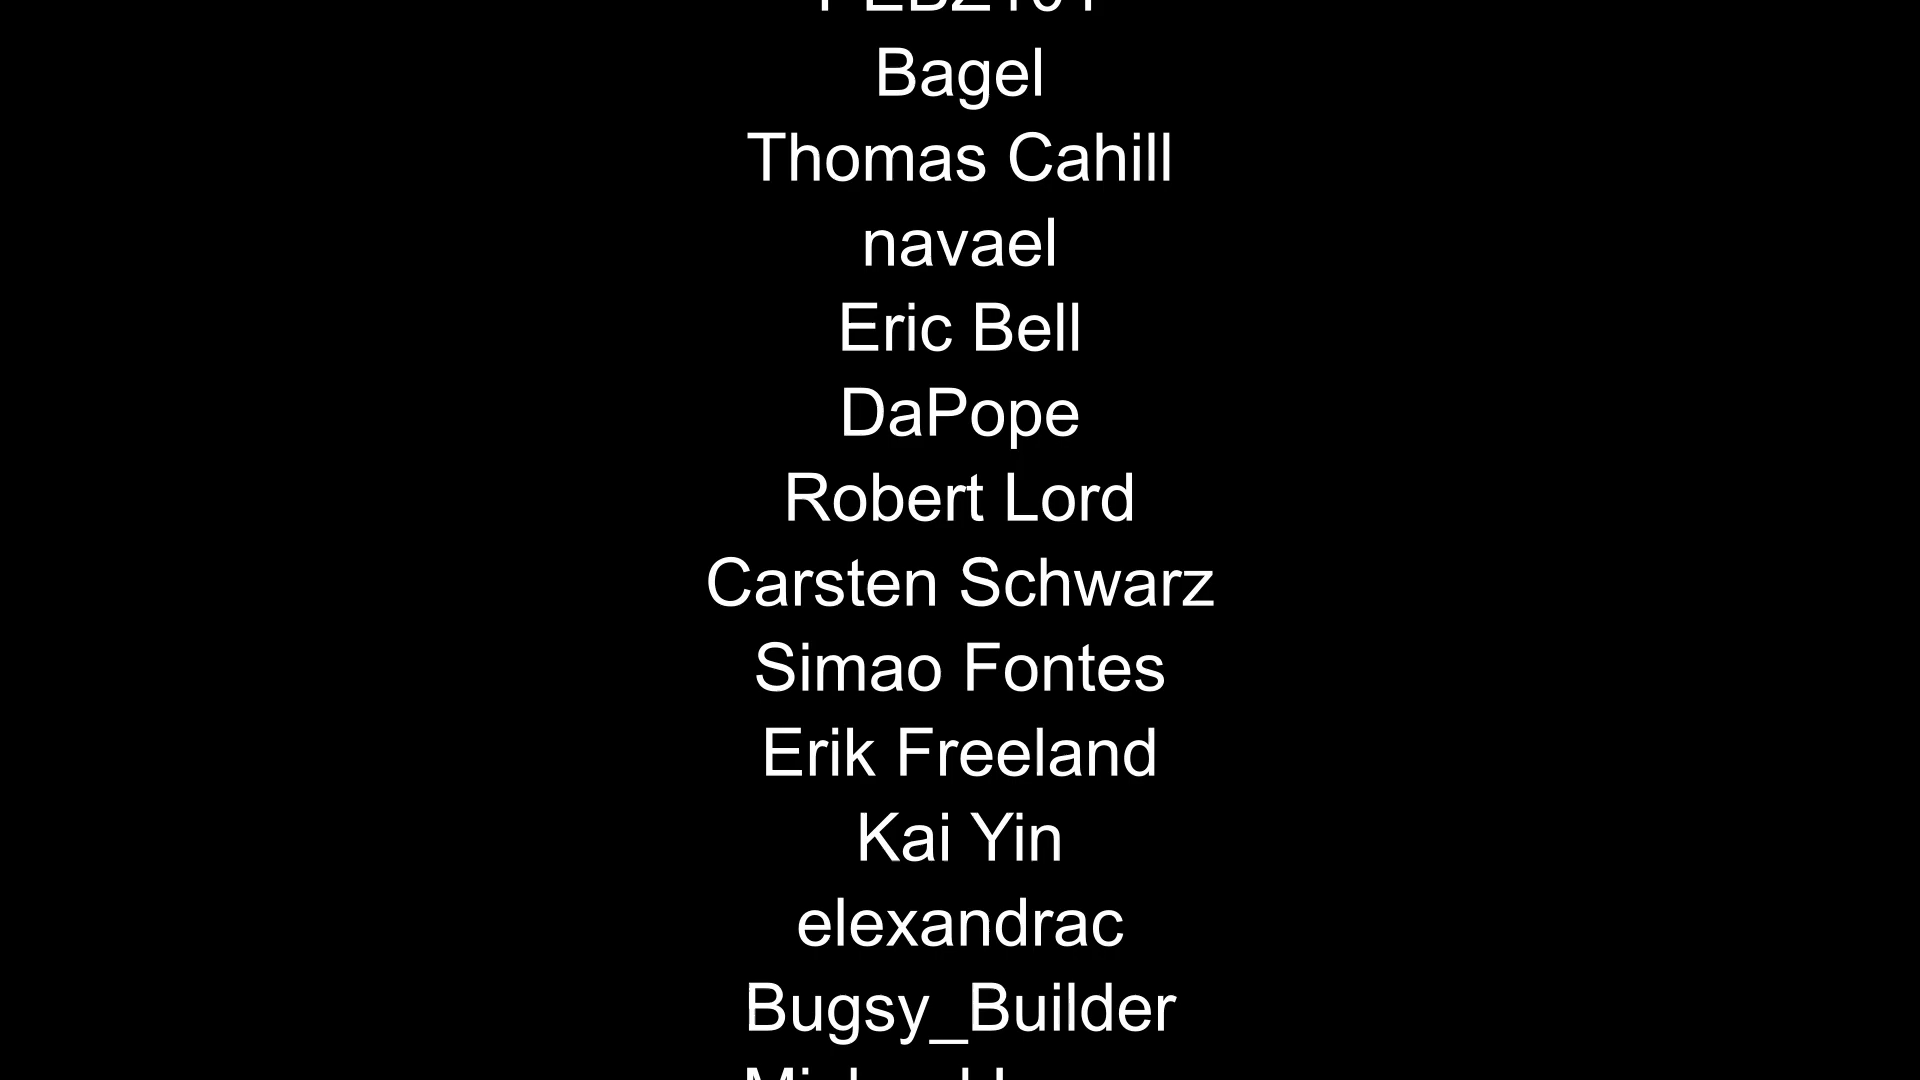 Bagel
Thomas Cahill
navael
Eric Bell
DaPope
Robert Lord
Carsten Schwarz
Simao Fontes
Erik Freeland
Kai Yin
elexandrac
Bugsy_Builder